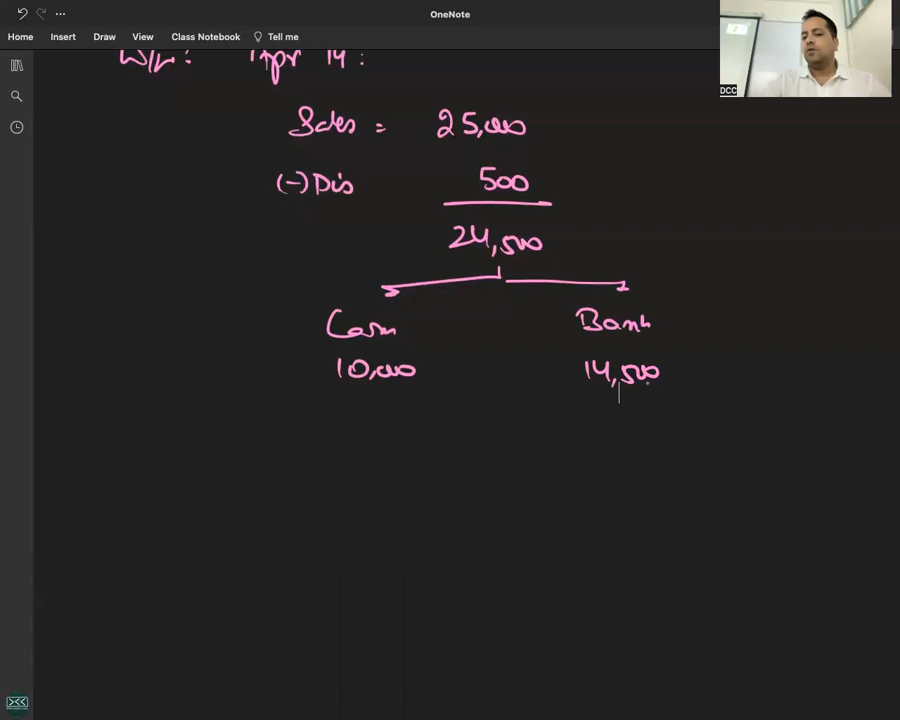 OneNote
Home Insert Draw View Class Notebook Tell me
DCC
W/N: Apr 14:
Sales = 25,000
(-) Dis 500
24,500
Cash Bank
10,000 14,500